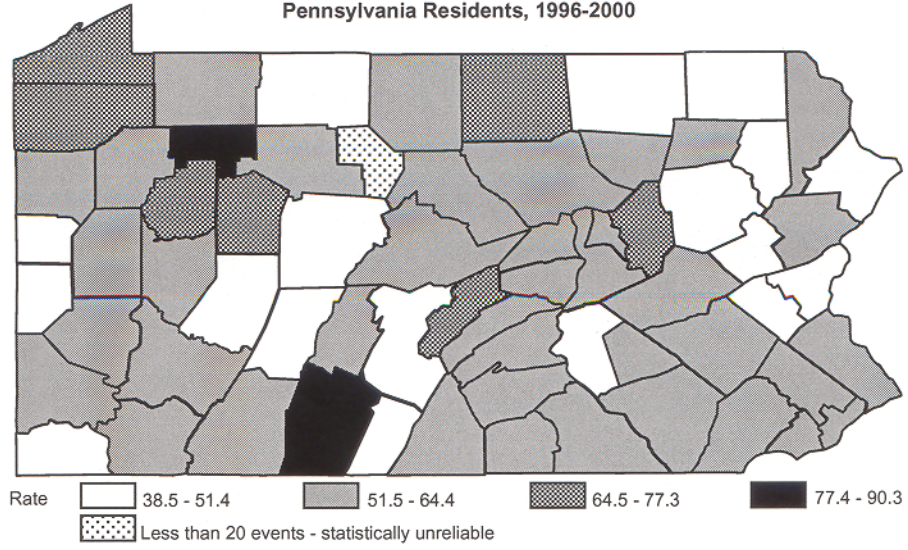 Pennsylvania Residents, 1996-2000
Rate 38.5 - 51.4 51.5 - 64.4 64.5 - 77.3 77.4 - 90.3
Less than 20 events - statistically unreliable